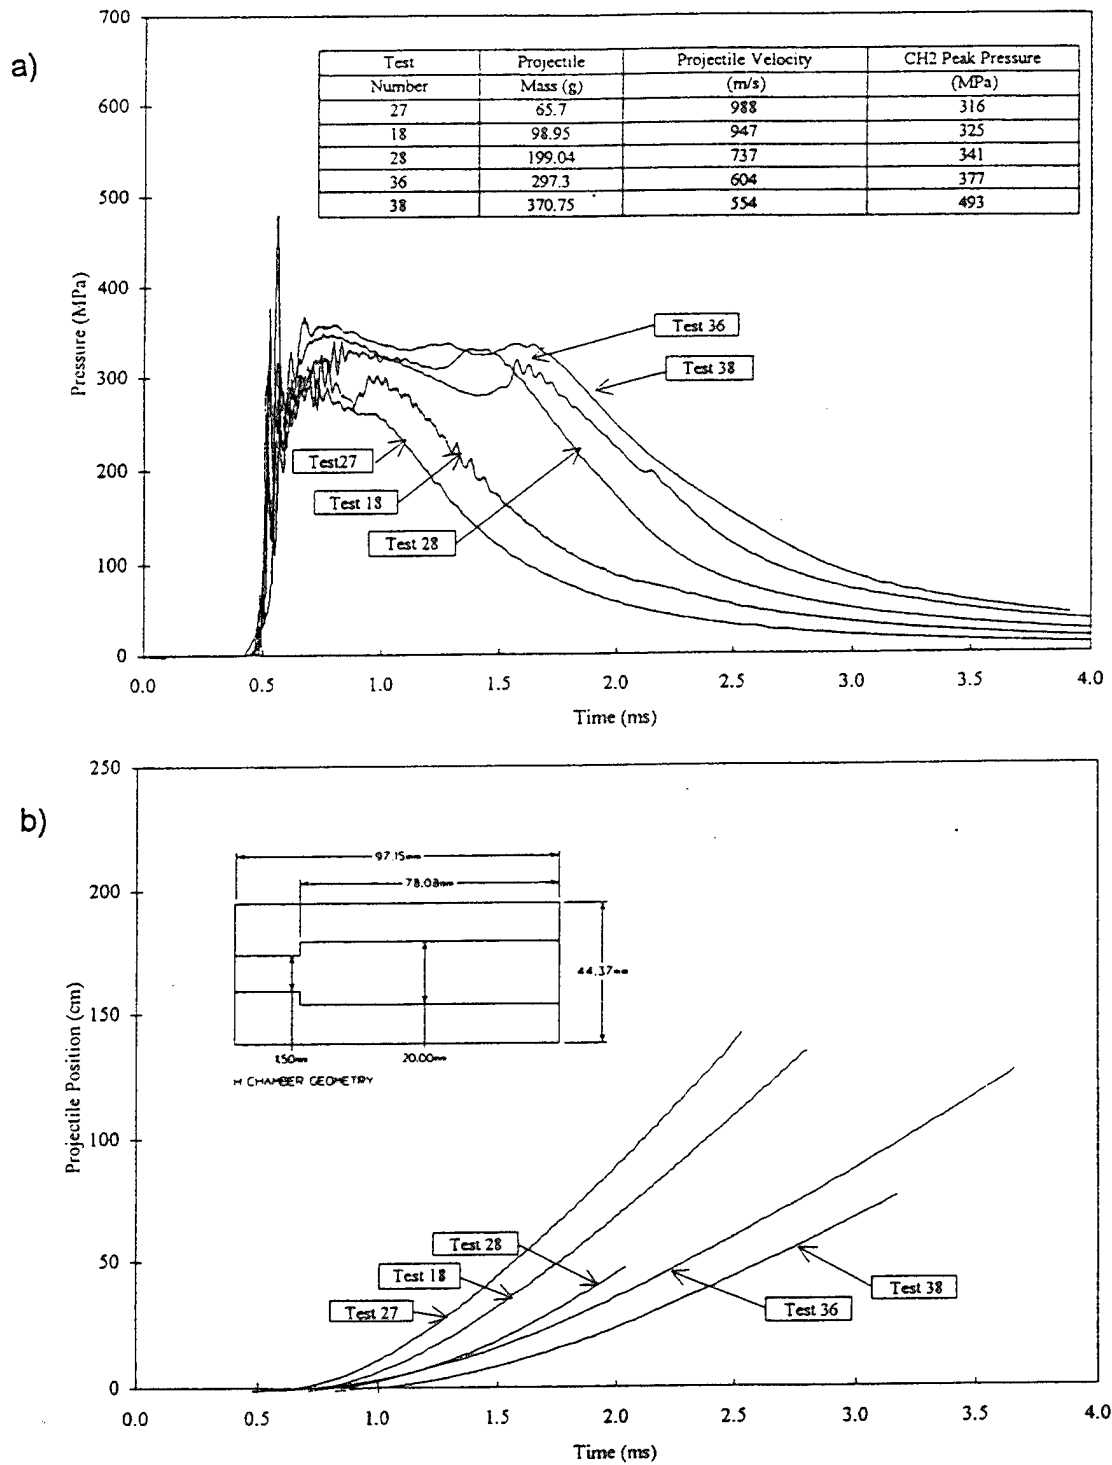 a)
700
600
500
400
300
200
100
0
Pressure (MPa)
Test Projectile Projectile Velocity CH2 Peak Pressure
Number Mass (g) (m/s) (MPa)
27 65.7 988 316
18 98.95 947 325
28 199.04 737 341
36 297.3 604 377
38 370.75 554 493
Test 36
Test 38
Test27
Test 18
Test 28
0.0 0.5 1.0 1.5 2.0 2.5 3.0 3.5 4.0
Time (ms)
b)
250
200
150
100
50
0
Projectile Position (cm)
97.15mm
78.08mm
44.37mm
1.50mm 20.00mm
H CHAMBER GEOMETRY
Test 28
Test 18
Test 27
Test 38
Test 36
0.0 0.5 1.0 1.5 2.0 2.5 3.0 3.5 4.0
Time (ms)